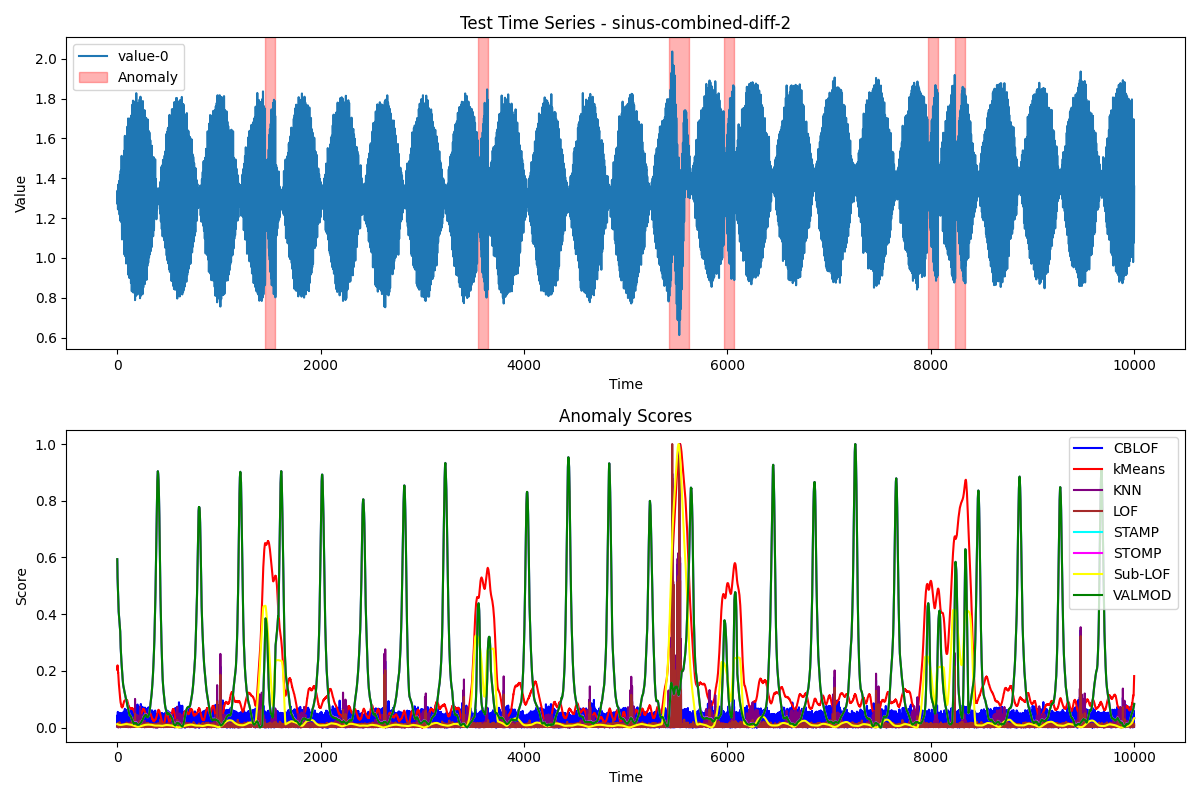 Test Time Series - sinus-combined-diff-2
value-0
Anomaly
Value
2.0
1.8
1.6
1.4
1.2
1.0
0.8
0.6
0 2000 4000 6000 8000 10000
Time
Anomaly Scores
CBLOF
kMeans
KNN
LOF
STAMP
STOMP
Sub-LOF
VALMOD
Score
1.0
0.8
0.6
0.4
0.2
0.0
0 2000 4000 6000 8000 10000
Time